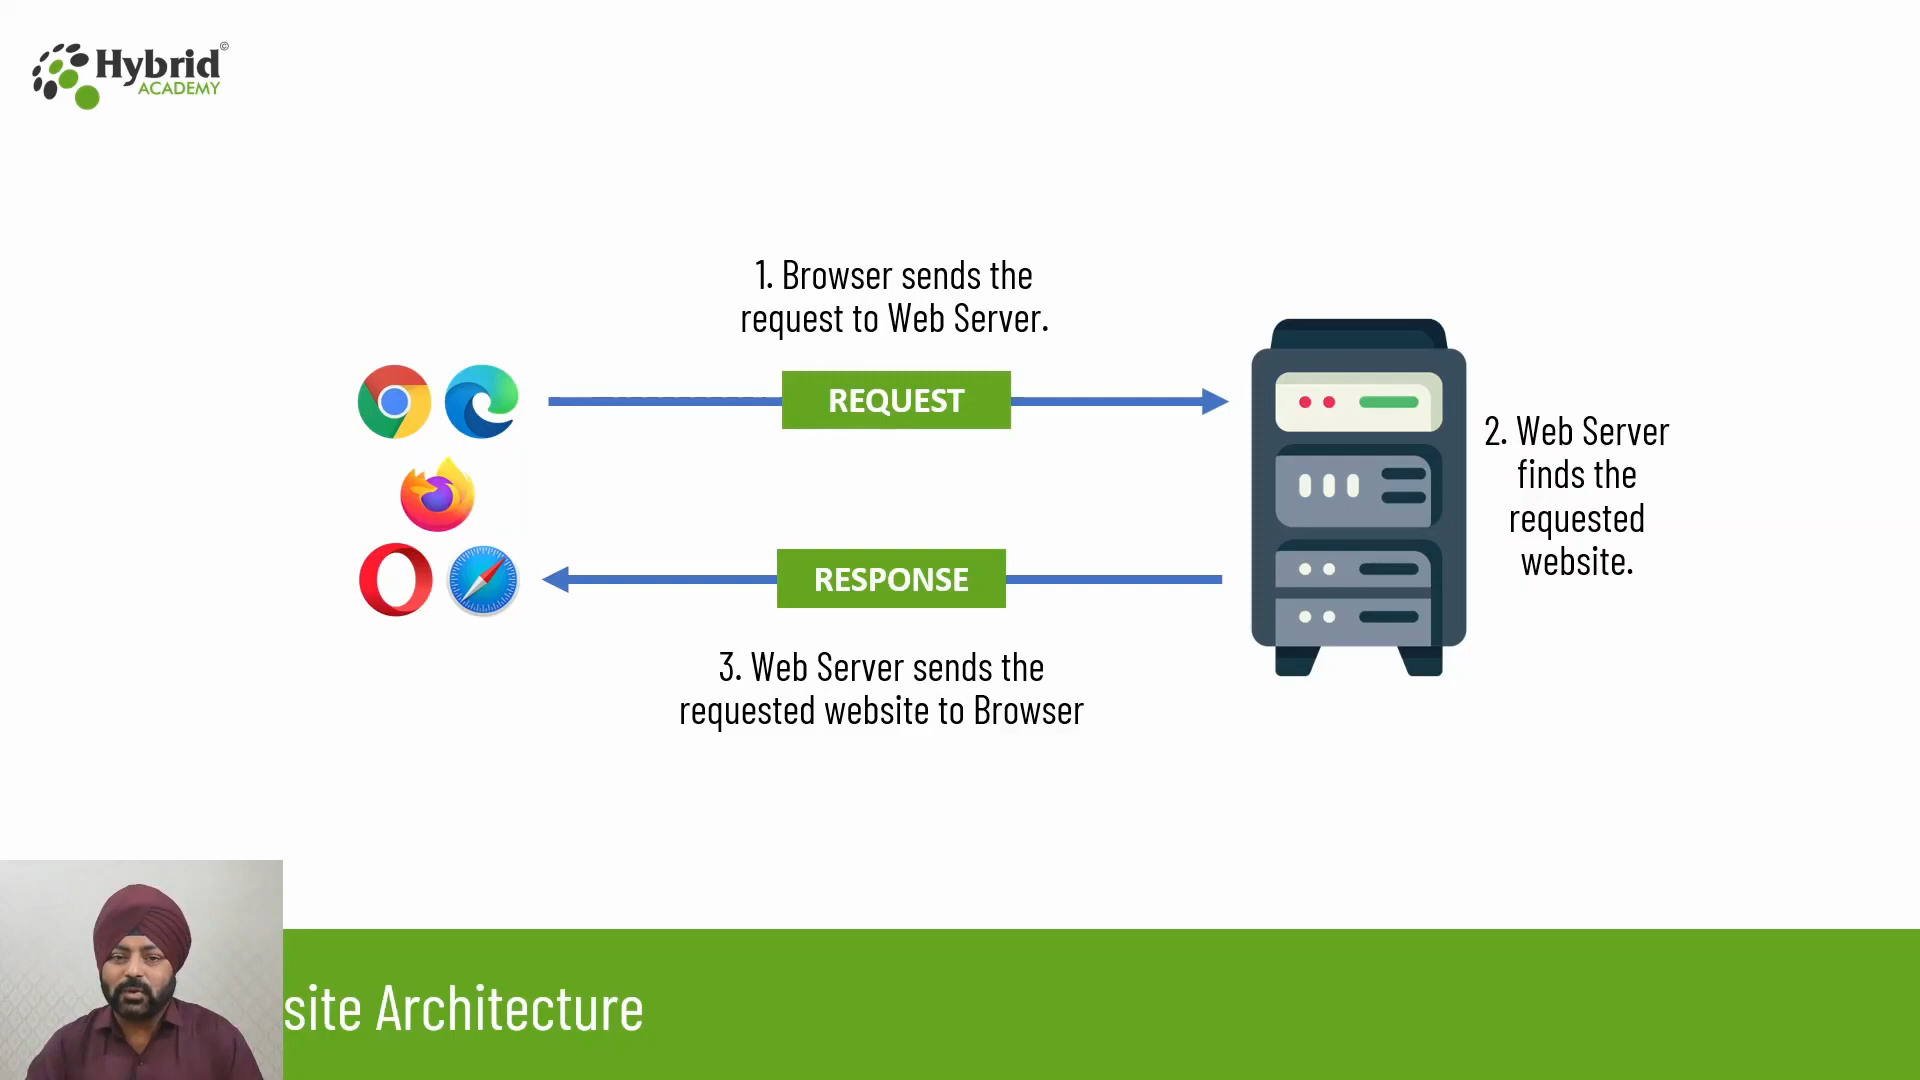 Hybrid©
ACADEMY
1. Browser sends the
request to Web Server.
REQUEST
2. Web Server
finds the
requested
website.
RESPONSE
3. Web Server sends the
requested website to Browser
site Architecture